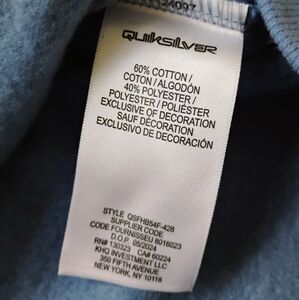 QUIKSILVER
60% COTTON /
COTON / ALGODÓN
40% POLYESTER /
POLYESTER / POLIÉSTER
EXCLUSIVE OF DECORATION
SAUF DÉCORATION
EXCLUSIVO DE DECORACIÓN
STYLE QSFHB54F-428
SUPPLIER CODE
CODE FOURNISSEU 6016023
D.O.P. 05/2024
RN# 130323 CA# 60224
KHQ INVESTMENT LLC
350 FIFTH AVENUE
NEW YORK, NY 10118